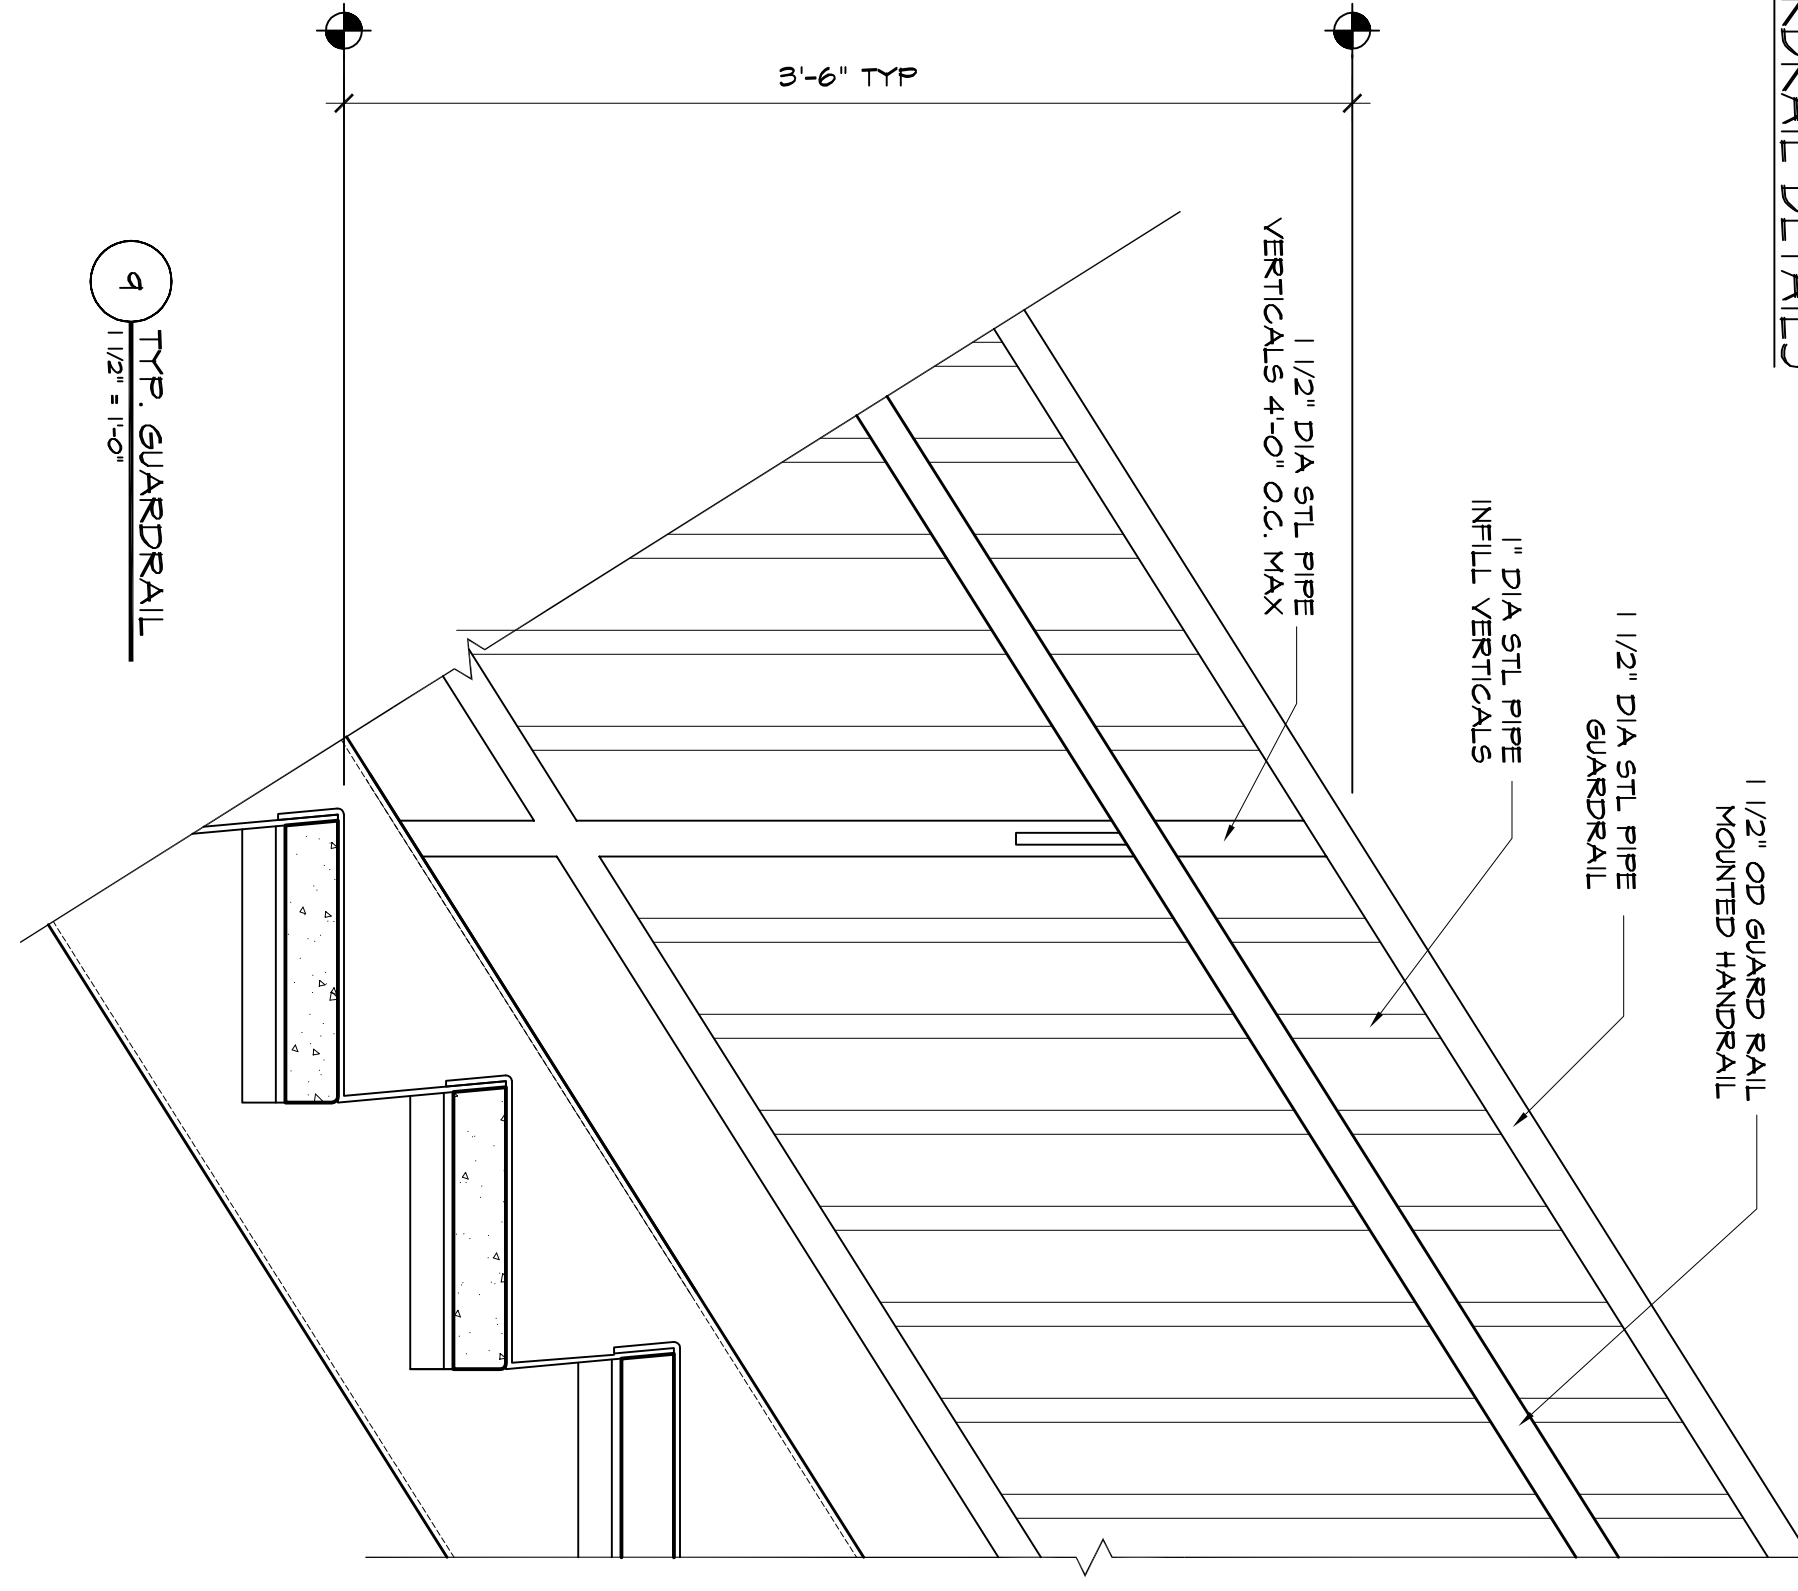 3'-6" TYP
1 1/2" DIA STL PIPE
VERTICALS 4'-0" O.C. MAX
1" DIA STL PIPE
INFILL VERTICALS
1 1/2" DIA STL PIPE
GUARDRAIL
1 1/2" OD GUARD RAIL
MOUNTED HANDRAIL
9
TYP. GUARDRAIL
1 1/2" = 1'-0"
NDRAIL DETAILS